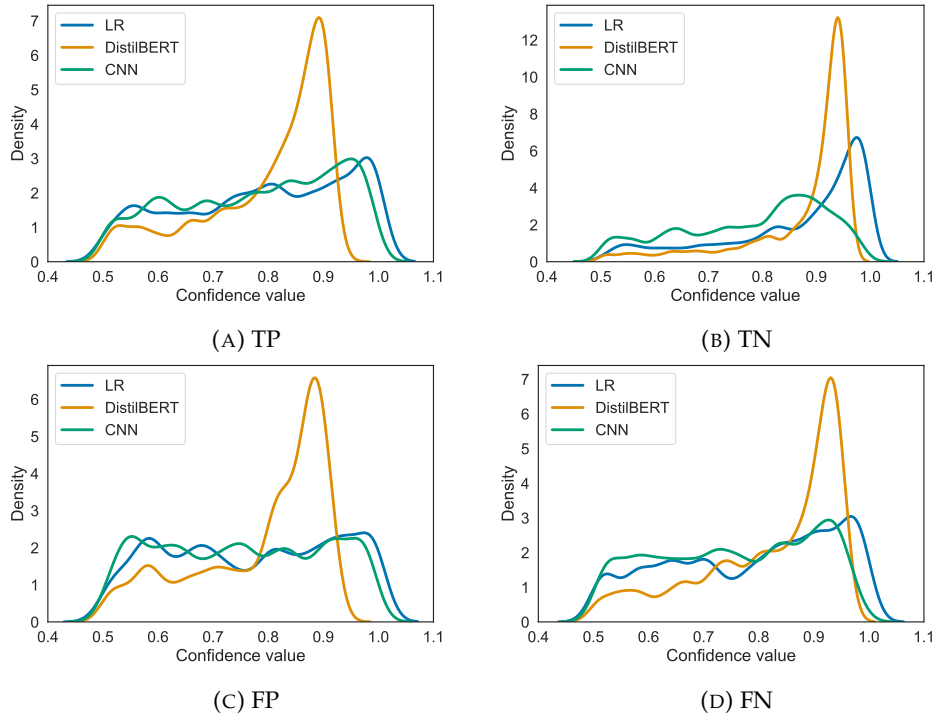 7
6
5
4
3
2
1
0
Density
LR
DistilBERT
CNN
0.4 0.5 0.6 0.7 0.8 0.9 1.0 1.1
Confidence value
(A) TP
12
10
8
6
4
2
0
Density
LR
DistilBERT
CNN
0.4 0.5 0.6 0.7 0.8 0.9 1.0 1.1
Confidence value
(B) TN
6
5
4
3
2
1
0
Density
LR
DistilBERT
CNN
0.4 0.5 0.6 0.7 0.8 0.9 1.0 1.1
Confidence value
(C) FP
7
6
5
4
3
2
1
0
Density
LR
DistilBERT
CNN
0.4 0.5 0.6 0.7 0.8 0.9 1.0 1.1
Confidence value
(D) FN